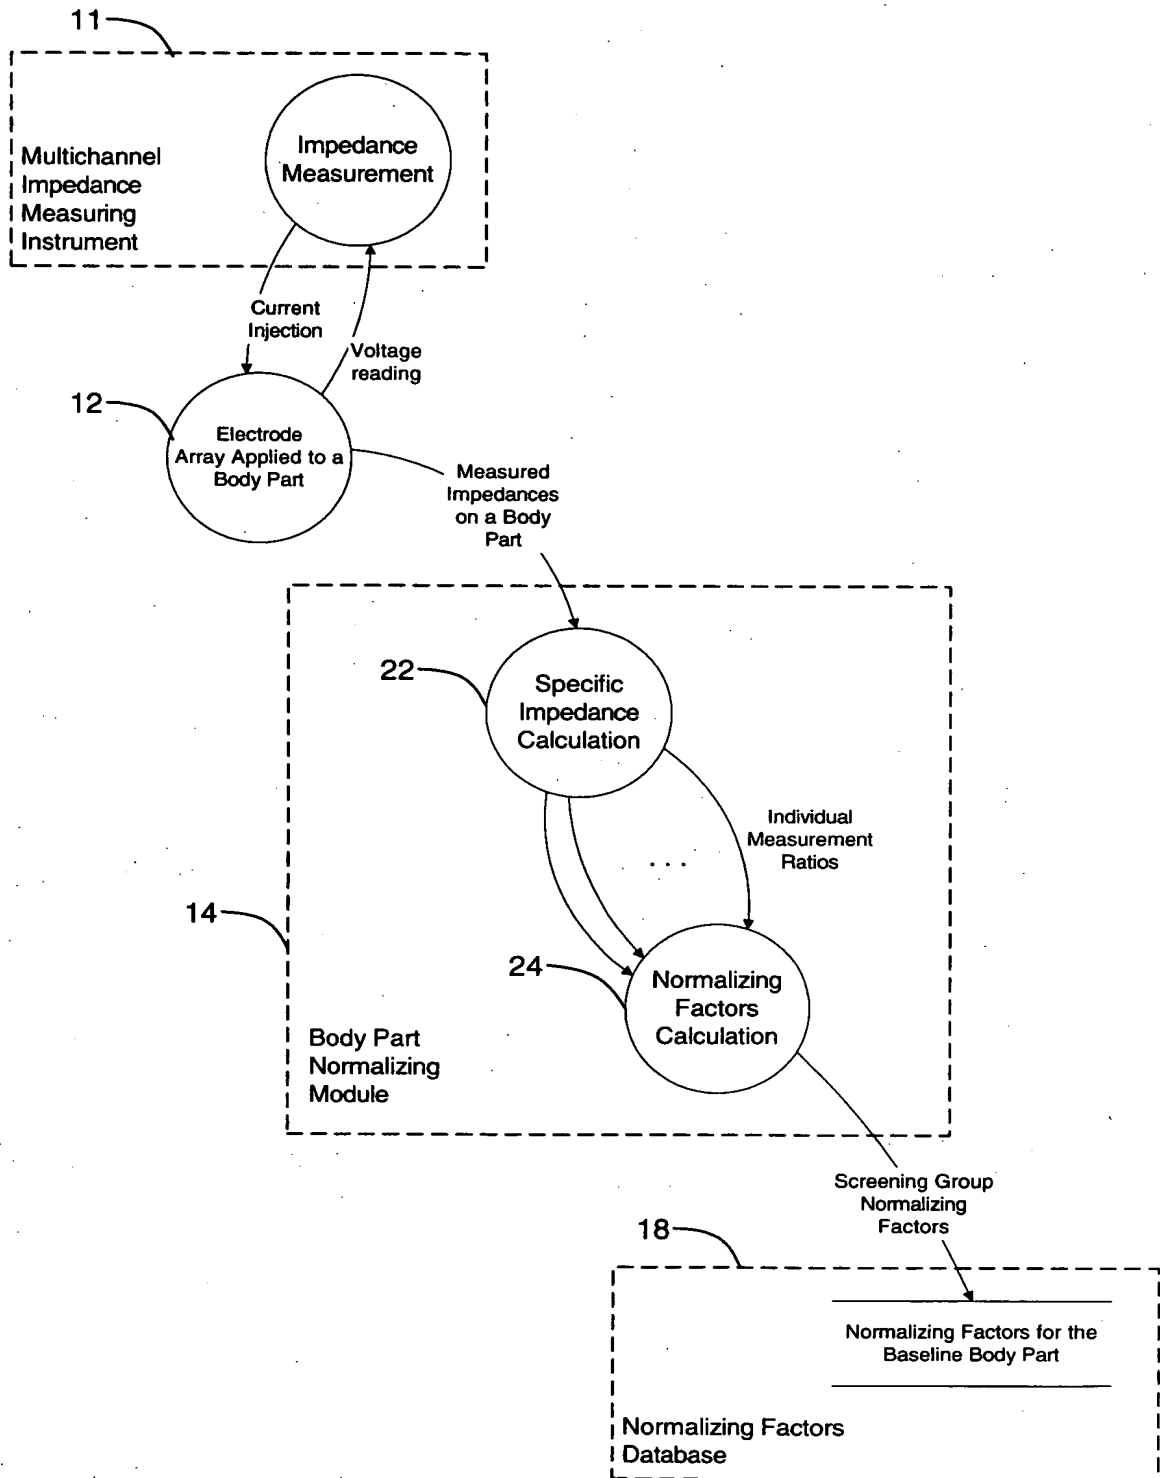 11
Impedance
Measurement
Multichannel
Impedance
Measuring
Instrument
Current
Injection
Voltage
reading
12
Electrode
Array Applied to a
Body Part
Measured
Impedances
on a Body
Part
22
Specific
Impedance
Calculation
Individual
Measurement
Ratios
. . .
14
24
Normalizing
Factors
Calculation
Body Part
Normalizing
Module
Screening Group
Normalizing
Factors
18
Normalizing Factors for the
Baseline Body Part
Normalizing Factors
Database